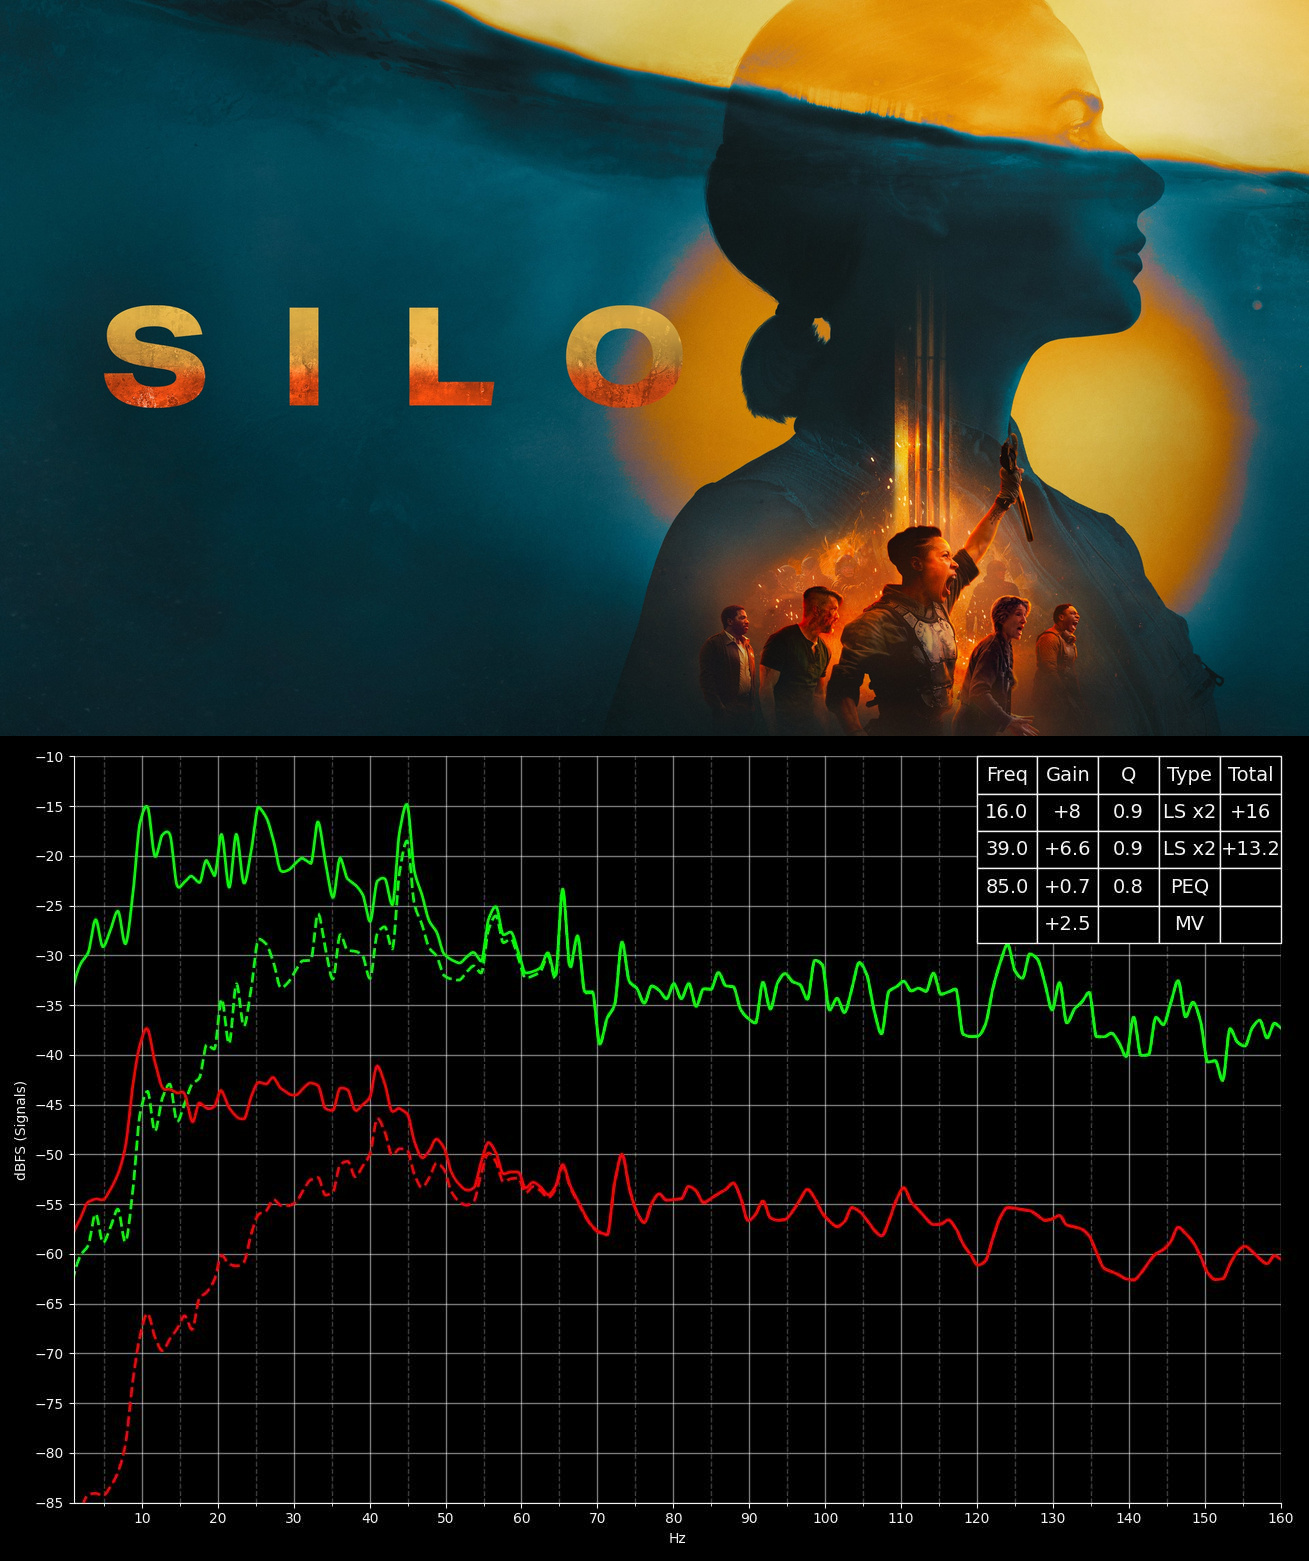 SILO
Freq Gain Q Type Total
16.0 +8 0.9 LS x2 +16
39.0 +6.6 0.9 LS x2 +13.2
85.0 +0.7 0.8 PEQ
+2.5 MV
−10
−15
−20
−25
−30
−35
−40
−45
−50
−55
−60
−65
−70
−75
−80
−85
dBFS (Signals)
10 20 30 40 50 60 70 80 90 100 110 120 130 140 150 160
Hz